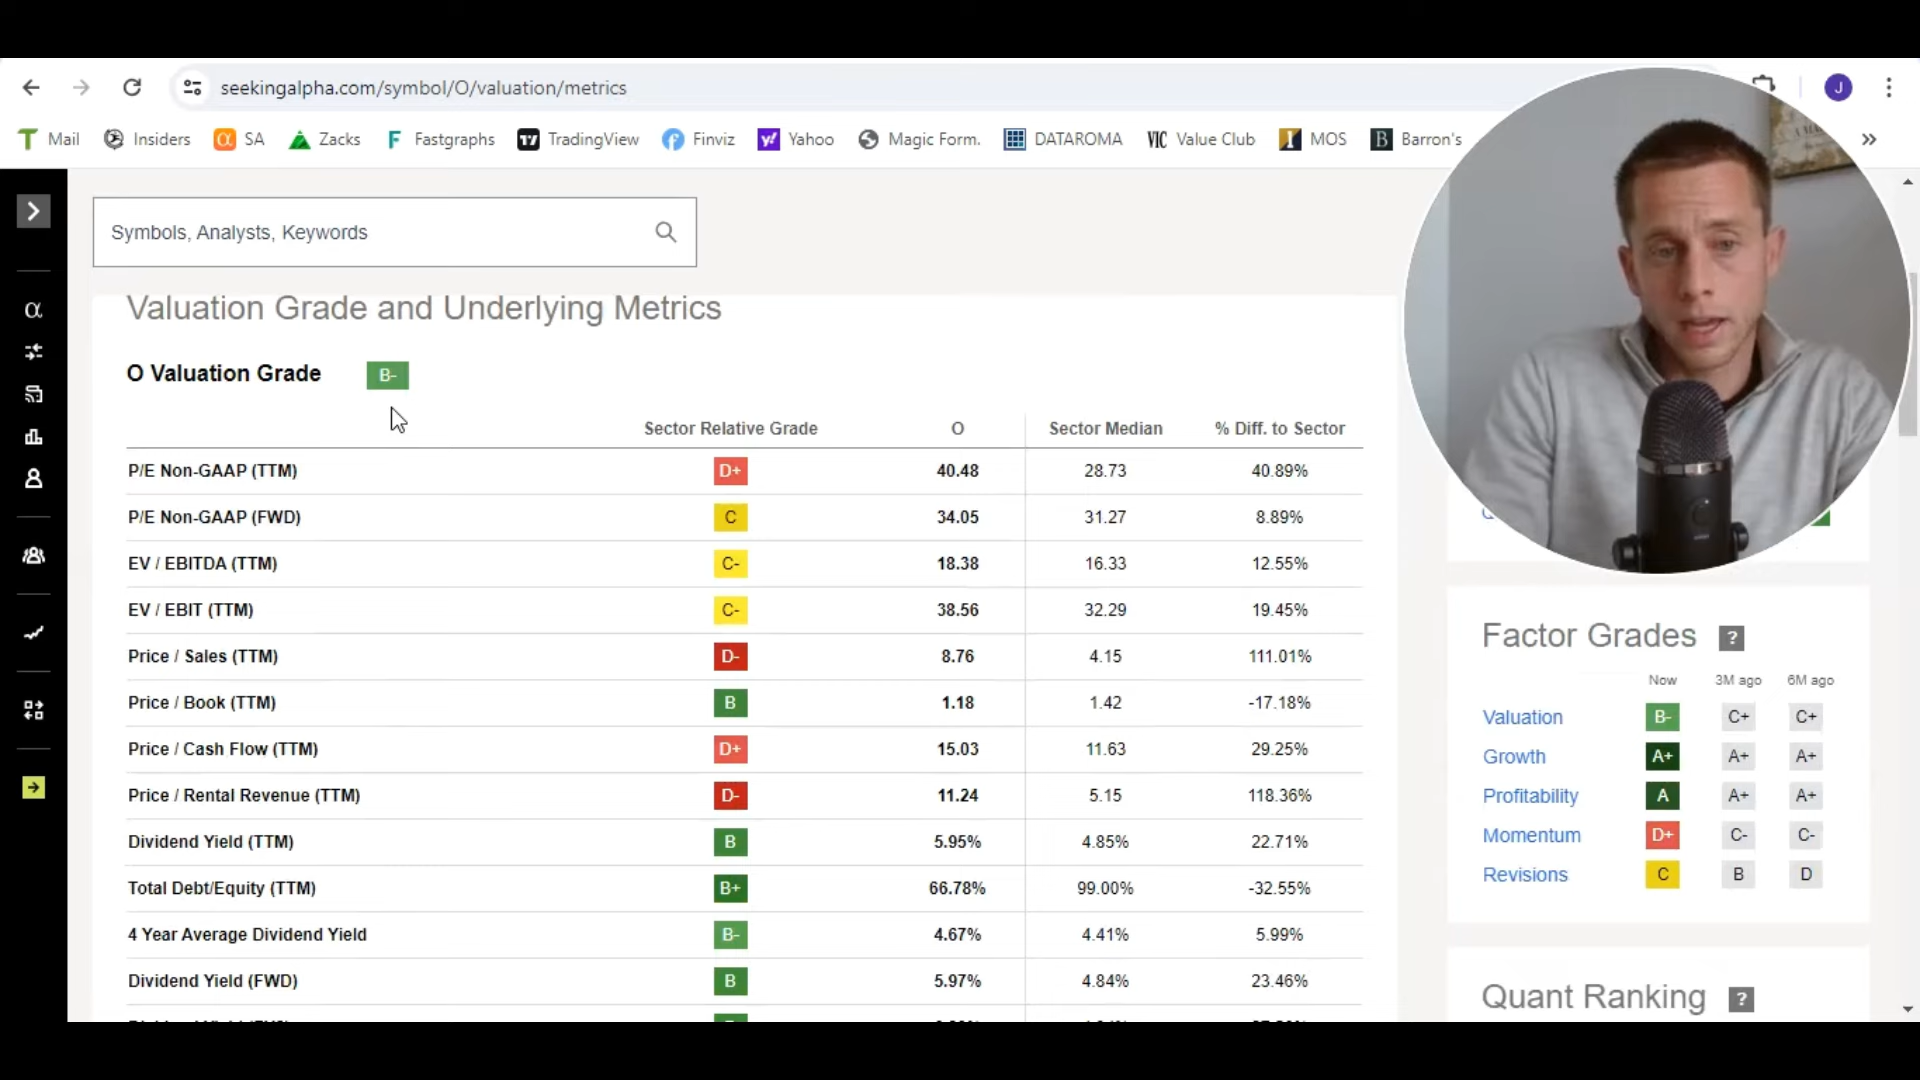 seekingalpha.com/symbol/O/valuation/metrics
J
Mail Insiders SA Zacks Fastgraphs TradingView Finviz Yahoo Magic Form. DATAROMA VIC Value Club MOS Barron's
Symbols, Analysts, Keywords
Valuation Grade and Underlying Metrics
O Valuation Grade B-
Sector Relative Grade O Sector Median % Diff. to Sector
P/E Non-GAAP (TTM) D+ 40.48 28.73 40.89%
P/E Non-GAAP (FWD) C 34.05 31.27 8.89%
EV / EBITDA (TTM) C- 18.38 16.33 12.55%
EV / EBIT (TTM) C- 38.56 32.29 19.45%
Price / Sales (TTM) D- 8.76 4.15 111.01%
Price / Book (TTM) B 1.18 1.42 -17.18%
Price / Cash Flow (TTM) D+ 15.03 11.63 29.25%
Price / Rental Revenue (TTM) D- 11.24 5.15 118.36%
Dividend Yield (TTM) B 5.95% 4.85% 22.71%
Total Debt/Equity (TTM) B+ 66.78% 99.00% -32.55%
4 Year Average Dividend Yield B- 4.67% 4.41% 5.99%
Dividend Yield (FWD) B 5.97% 4.84% 23.46%
Factor Grades ?
Now 3M ago 6M ago
Valuation B- C+ C+
Growth A+ A+ A+
Profitability A A+ A+
Momentum D+ C- C-
Revisions C B D
Quant Ranking ?